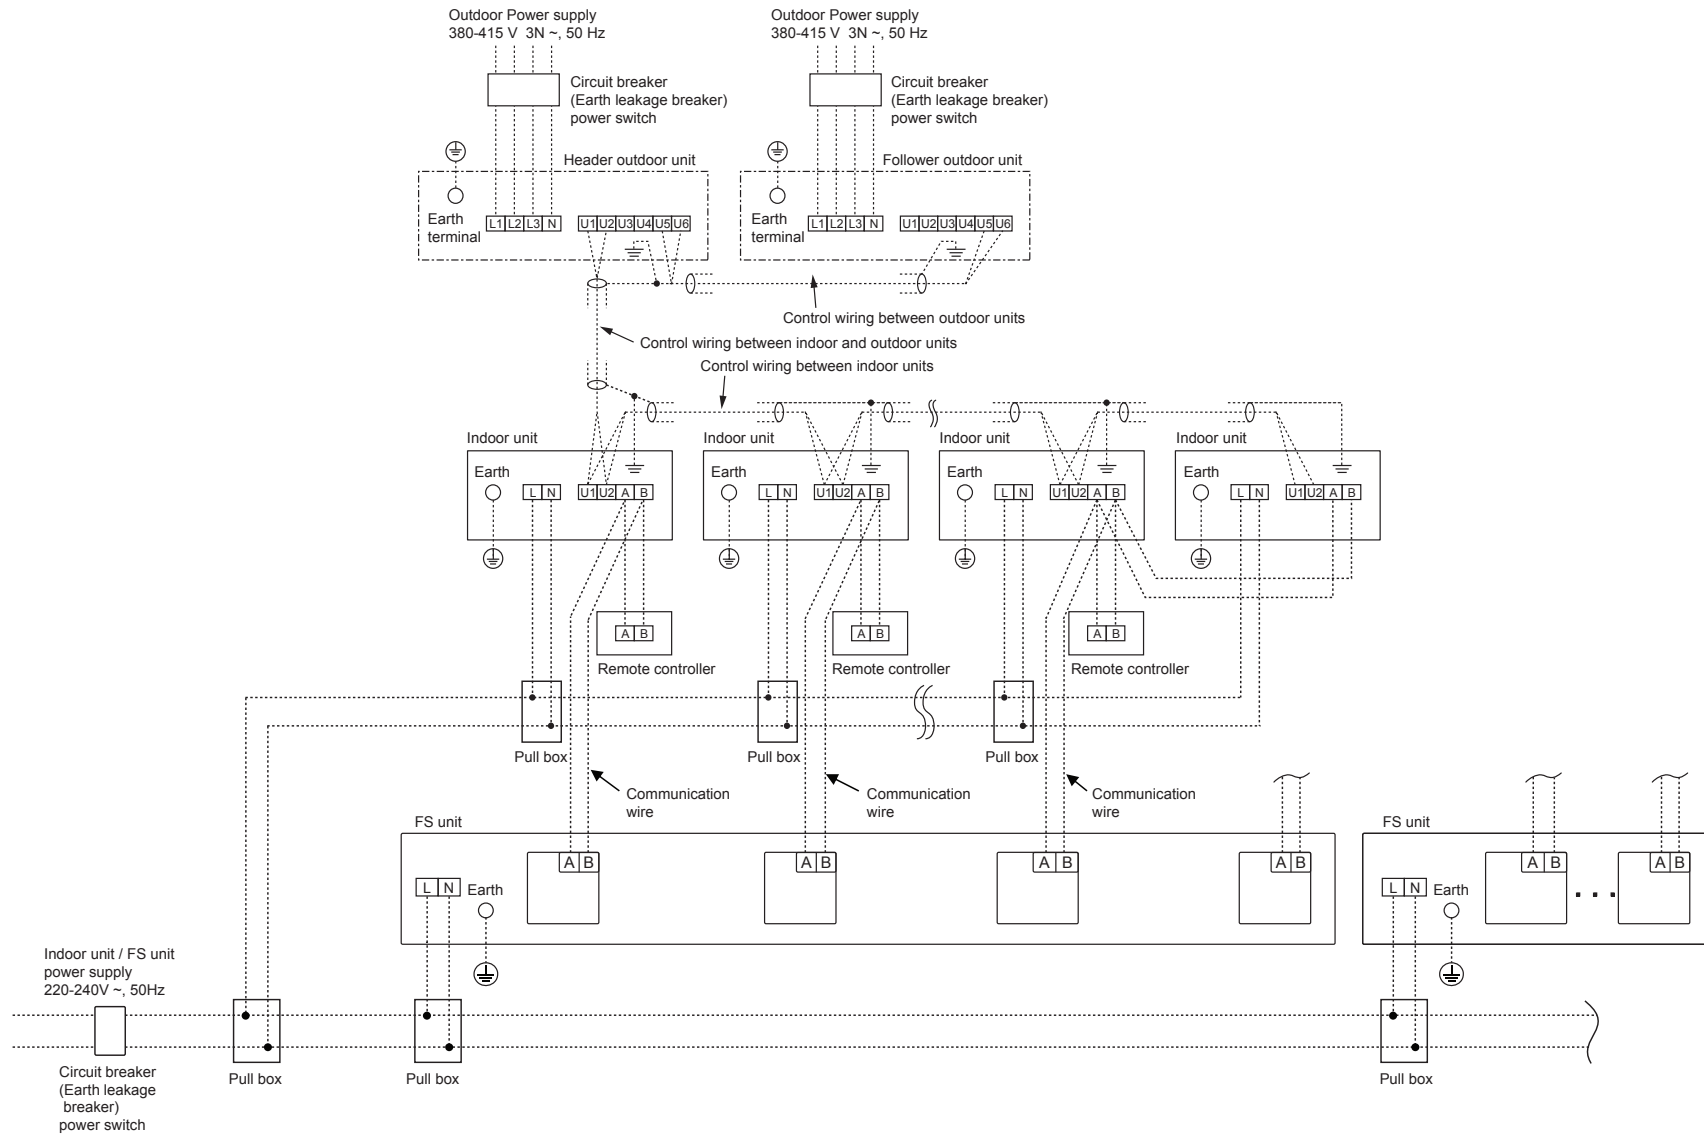 Outdoor Power supply
380-415 V 3N ~, 50 Hz
Outdoor Power supply
380-415 V 3N ~, 50 Hz
Circuit breaker
(Earth leakage breaker)
power switch
Circuit breaker
(Earth leakage breaker)
power switch
Header outdoor unit
Follower outdoor unit
Earth
terminal
L1 L2 L3 N
U1 U2 U3 U4 U5 U6
Earth
terminal
L1 L2 L3 N
U1 U2 U3 U4 U5 U6
Control wiring between outdoor units
Control wiring between indoor and outdoor units
Control wiring between indoor units
Indoor unit
Indoor unit
Indoor unit
Indoor unit
Earth
L N
U1 U2 A B
Earth
L N
U1 U2 A B
Earth
L N
U1 U2 A B
Earth
L N
U1 U2 A B
A B
A B
A B
Remote controller
Remote controller
Remote controller
Pull box
Pull box
Pull box
Communication
wire
Communication
wire
Communication
wire
FS unit
FS unit
A B
A B
A B
A B
A B
A B
L N
Earth
L N
Earth
Indoor unit / FS unit
power supply
220-240V ~, 50Hz
Circuit breaker
(Earth leakage
breaker)
power switch
Pull box
Pull box
Pull box